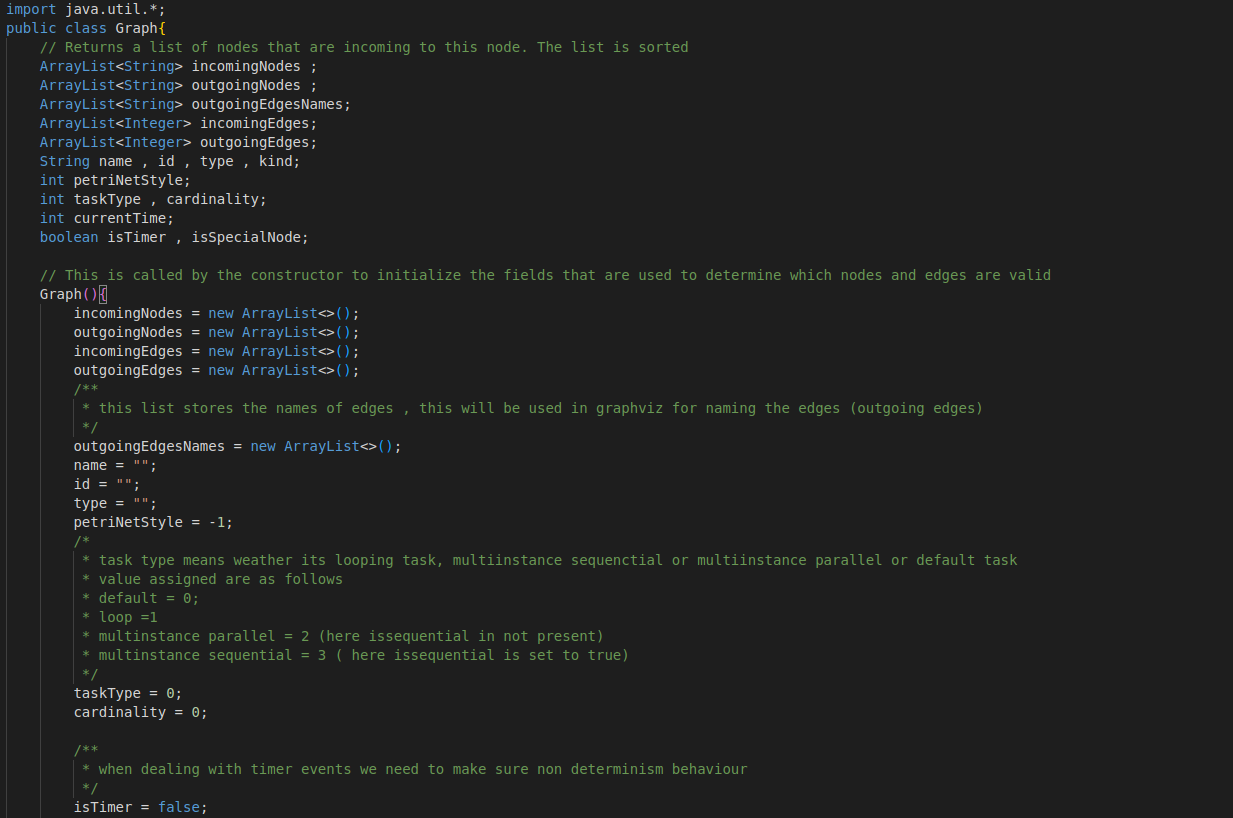 import java.util.*;
public class Graph{
    // Returns a list of nodes that are incoming to this node. The list is sorted
    ArrayList<String> incomingNodes ;
    ArrayList<String> outgoingNodes ;
    ArrayList<String> outgoingEdgesNames;
    ArrayList<Integer> incomingEdges;
    ArrayList<Integer> outgoingEdges;
    String name , id , type , kind;
    int petriNetStyle;
    int taskType , cardinality;
    int currentTime;
    boolean isTimer , isSpecialNode;

    // This is called by the constructor to initialize the fields that are used to determine which nodes and edges are valid
    Graph(){
        incomingNodes = new ArrayList<>();
        outgoingNodes = new ArrayList<>();
        incomingEdges = new ArrayList<>();
        outgoingEdges = new ArrayList<>();
        /**
         * this list stores the names of edges , this will be used in graphviz for naming the edges (outgoing edges)
         */
        outgoingEdgesNames = new ArrayList<>();
        name = "";
        id = "";
        type = "";
        petriNetStyle = -1;
        /*
         * task type means weather its looping task, multiinstance sequenctial or multiinstance parallel or default task
         * value assigned are as follows
         * default = 0;
         * loop =1
         * multinstance parallel = 2 (here issequential in not present)
         * multinstance sequential = 3 ( here issequential is set to true)
         */
        taskType = 0;
        cardinality = 0;

        /**
         * when dealing with timer events we need to make sure non determinism behaviour
         */
        isTimer = false;